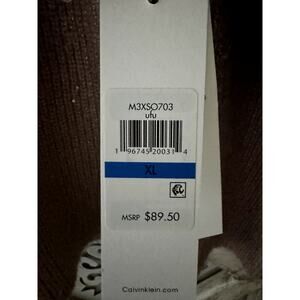 M3XSO703
ufu
1 96745 20031 4
XL
MSRP $89.50
Calvinklein.com